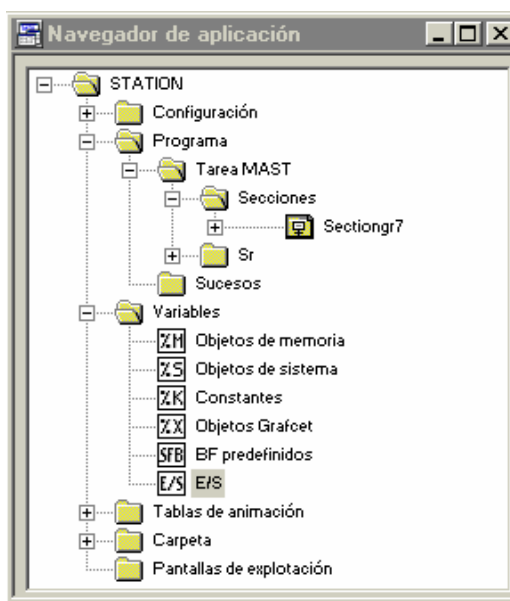 Navegador de aplicación
STATION
Configuración
Programa
Tarea MAST
Secciones
Sectiongr7
Sr
Sucesos
Variables
%M Objetos de memoria
%S Objetos de sistema
%K Constantes
%X Objetos Grafcet
SFB BF predefinidos
E/S E/S
Tablas de animación
Carpeta
Pantallas de explotación